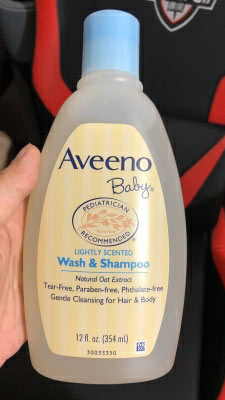 Aveeno
Baby®
PEDIATRICIAN
RECOMMENDED
LIGHTLY SCENTED
Wash & Shampoo
Natural Oat Extract
Tear-Free, Paraben-free, Phthalate-free
Gentle Cleansing for Hair & Body
12 fl. oz. (354 mL)
30033350